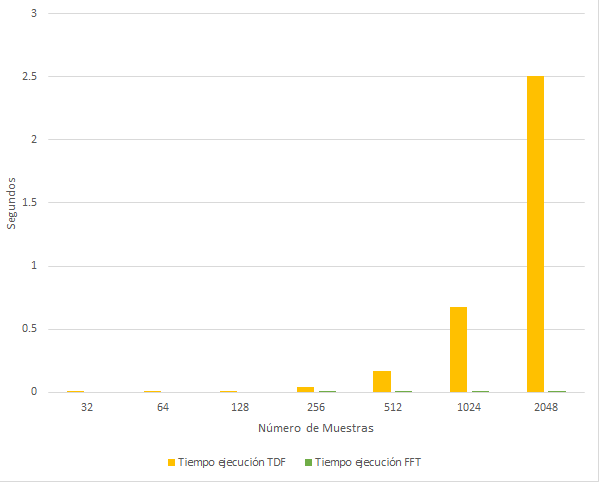 3
2.5
2
1.5
1
0.5
0
Segundos
32 64 128 256 512 1024 2048
Número de Muestras
Tiempo ejecución TDF Tiempo ejecución FFT